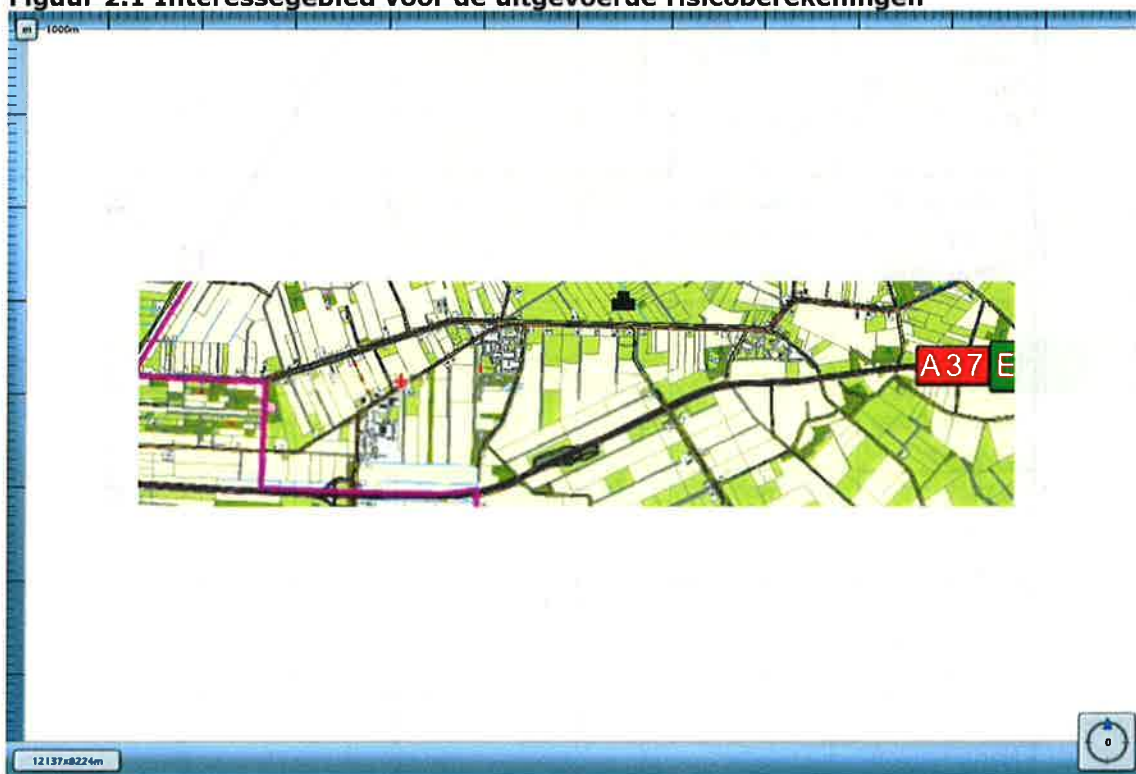 Figuur 2.1 Interessegebied voor de uitgevoerde risicoberekeningen
m 1000m
A37 E
0
12137x8224m